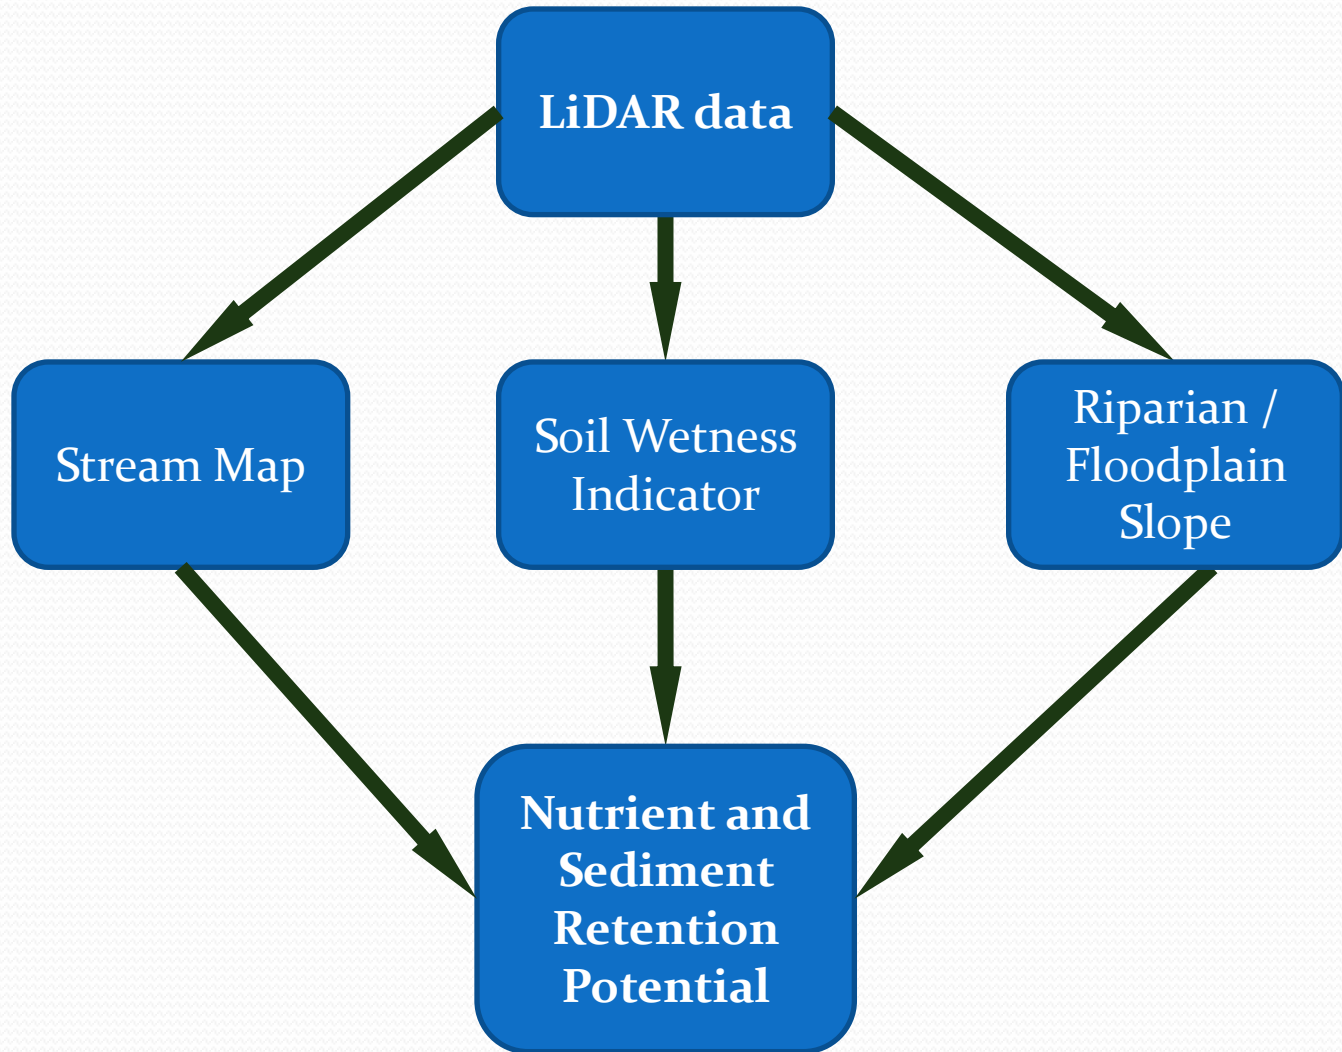 LiDAR data
Stream Map
Soil Wetness
Indicator
Riparian /
Floodplain
Slope
Nutrient and
Sediment
Retention
Potential